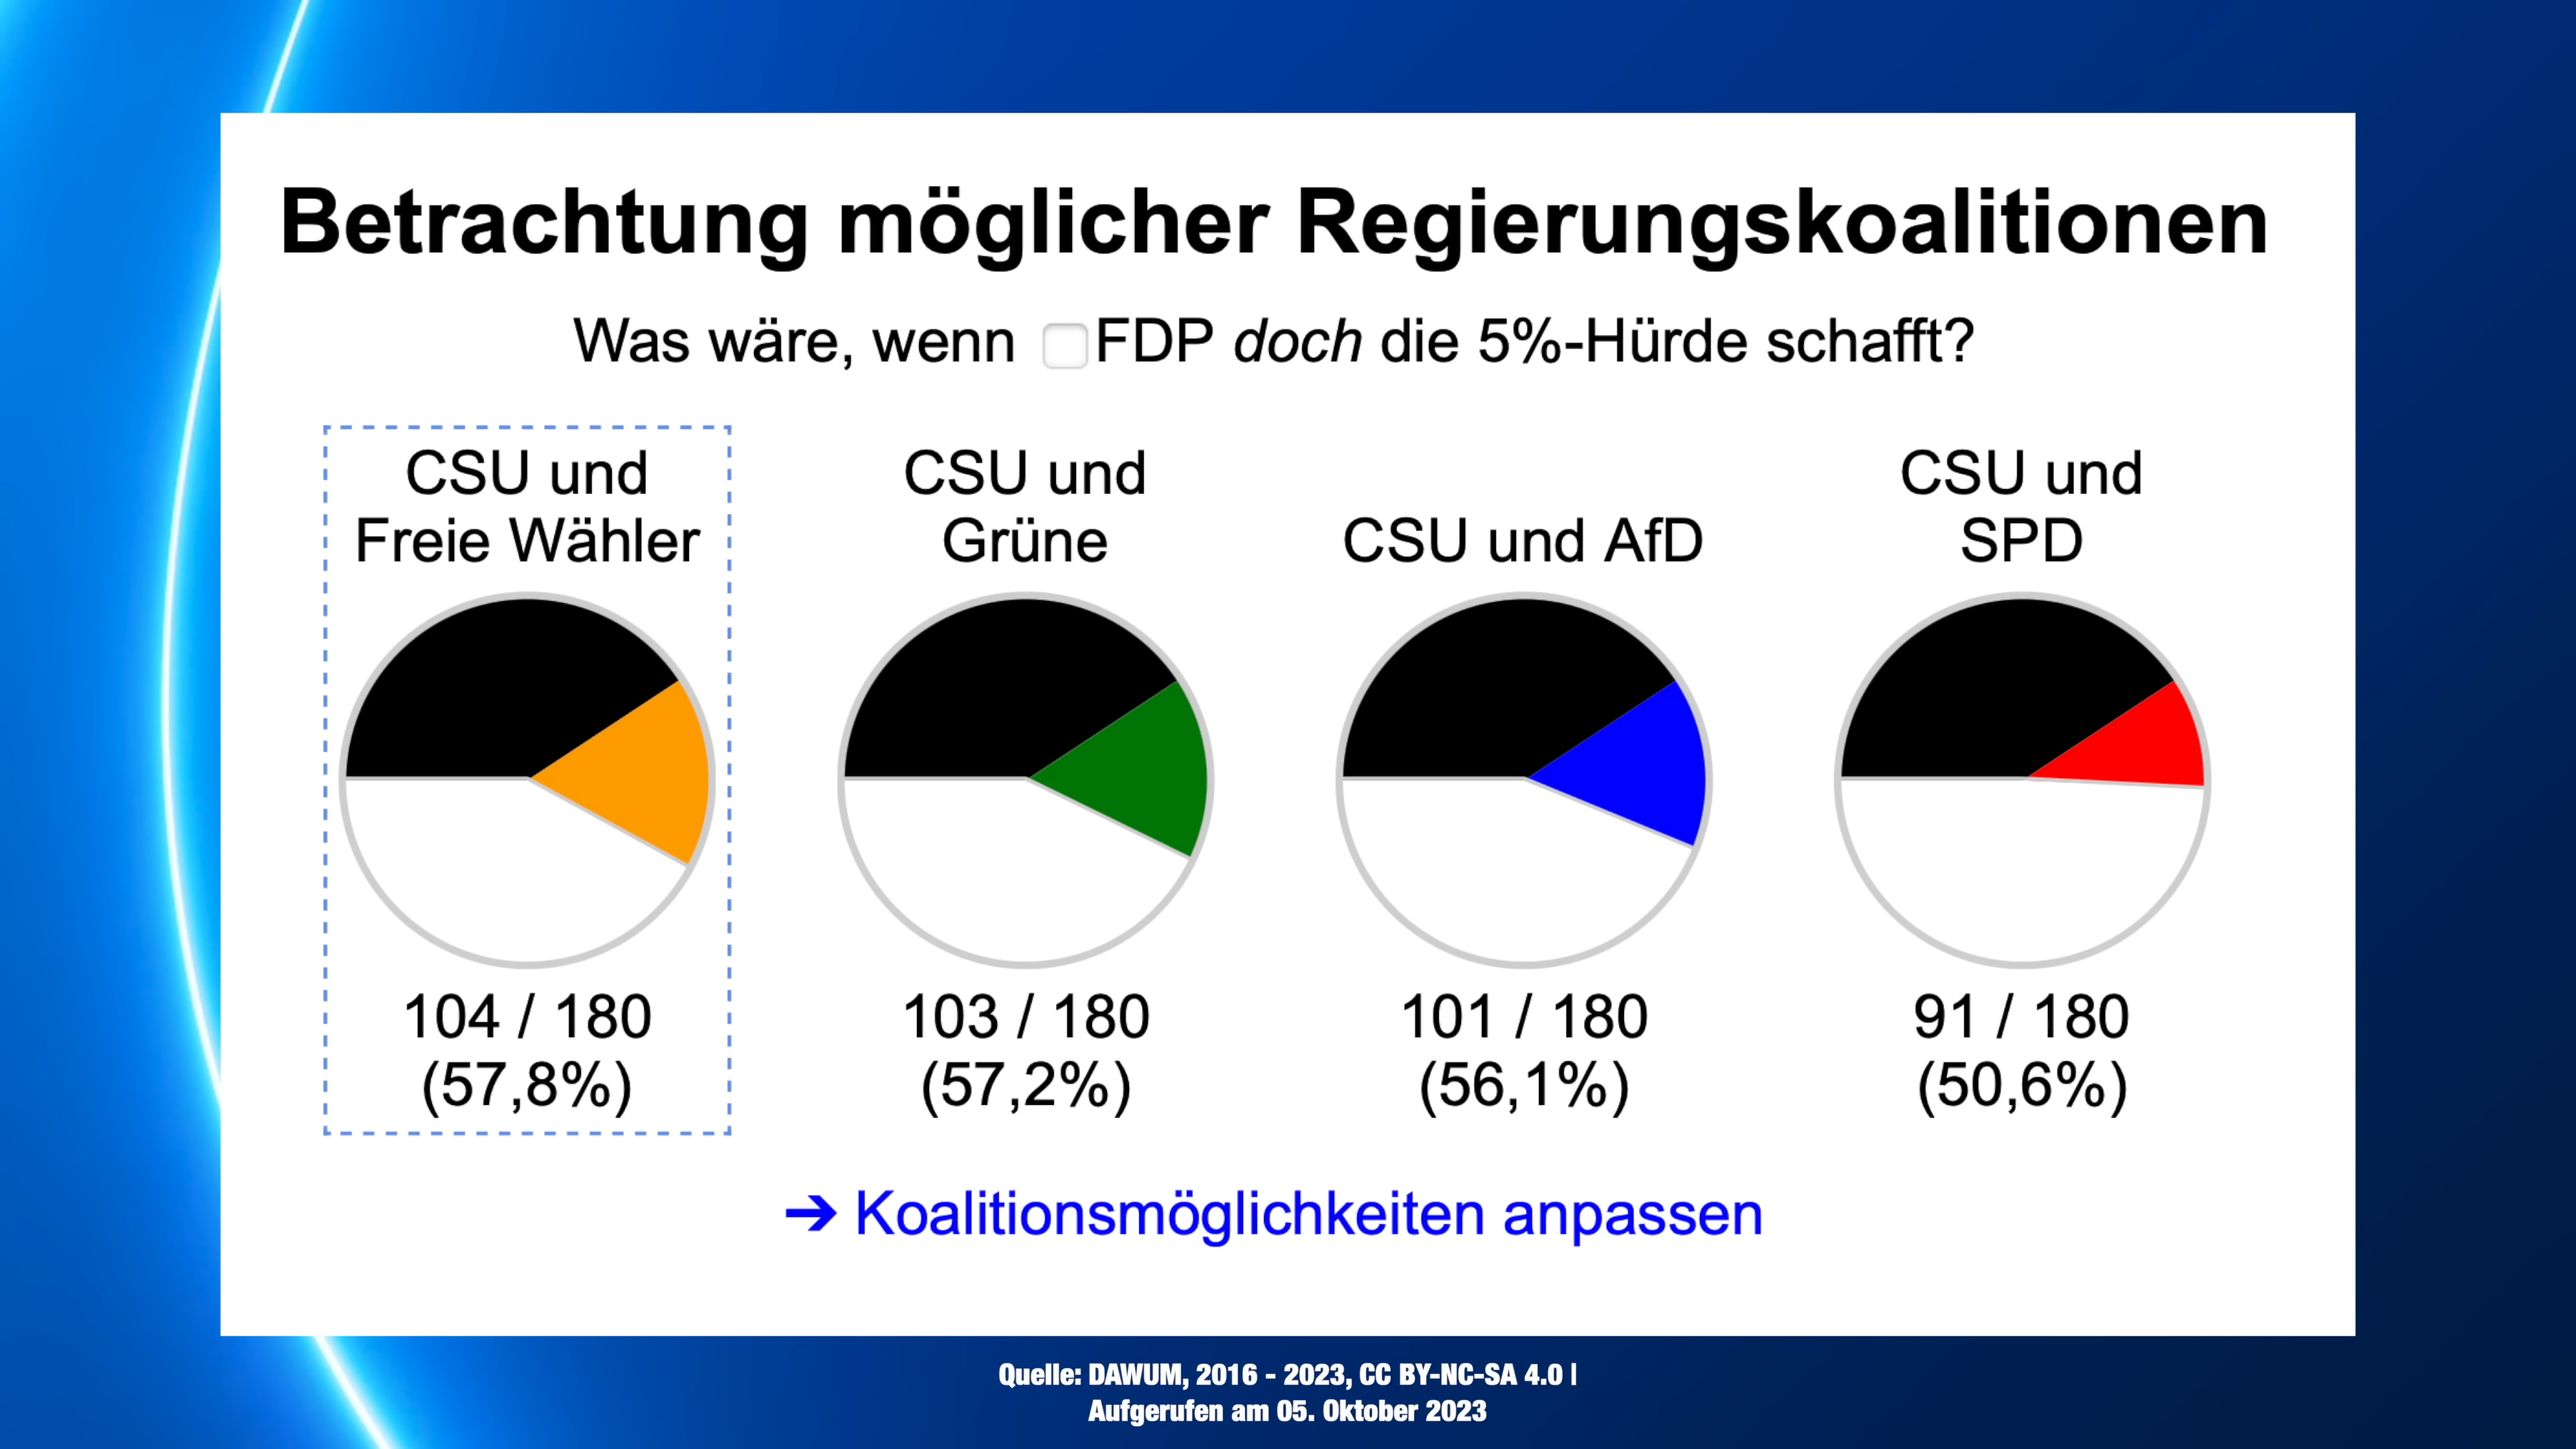 Betrachtung möglicher Regierungskoalitionen
Was wäre, wenn FDP doch die 5%-Hürde schafft?
CSU und
Freie Wähler
104 / 180
(57,8%)
CSU und
Grüne
103 / 180
(57,2%)
CSU und AfD
101 / 180
(56,1%)
CSU und
SPD
91 / 180
(50,6%)
➔ Koalitionsmöglichkeiten anpassen
Quelle: DAWUM, 2016 - 2023, CC BY-NC-SA 4.0 |
Aufgerufen am 05. Oktober 2023